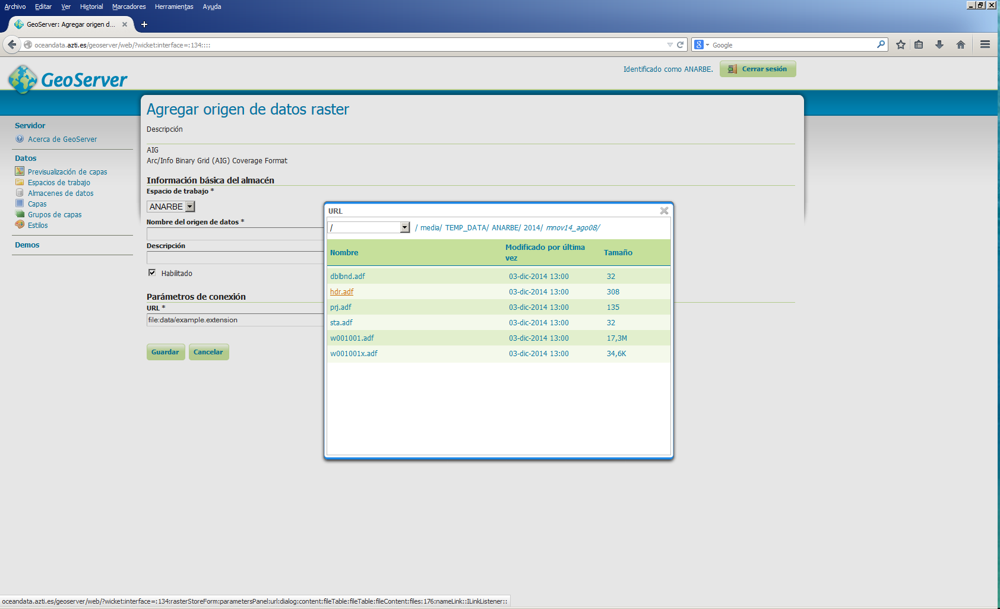 Archivo Editar Ver Historial Marcadores Herramientas Ayuda
GeoServer: Agregar origen d...
oceandata.azti.es/geoserver/web/?wicket:interface=:134::::
8 Google
GeoServer
Identificado como ANARBE.
Cerrar sesión
Servidor
Acerca de GeoServer
Datos
Previsualización de capas
Espacios de trabajo
Almacenes de datos
Capas
Grupos de capas
Estilos
Demos
Agregar origen de datos raster
Descripción
AIG
Arc/Info Binary Grid (AIG) Coverage Format
Información básica del almacén
Espacio de trabajo *
ANARBE
Nombre del origen de datos *
Descripción
Habilitado
Parámetros de conexión
URL *
file:data/example.extension
Guardar Cancelar
URL
/ / media/ TEMP_DATA/ ANARBE/ 2014/ mnov14_ago08/
Nombre Modificado por última vez Tamaño
dblbnd.adf 03-dic-2014 13:00 32
hdr.adf 03-dic-2014 13:00 308
prj.adf 03-dic-2014 13:00 135
sta.adf 03-dic-2014 13:00 32
w001001.adf 03-dic-2014 13:00 17,3M
w001001x.adf 03-dic-2014 13:00 34,6K
oceandata.azti.es/geoserver/web/?wicket:interface=:134:rasterStoreForm:parametersPanel:url:dialog:content:fileTable:fileTable:fileContent:files:176:nameLink::ILinkListener::